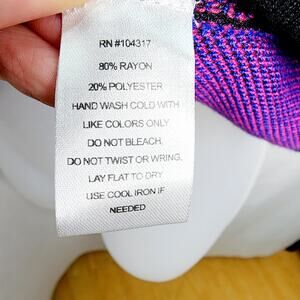 RN #104317
80% RAYON
20% POLYESTER
HAND WASH COLD WITH
LIKE COLORS ONLY
DO NOT BLEACH.
DO NOT TWIST OR WRING.
LAY FLAT TO DRY
USE COOL IRON IF
NEEDED